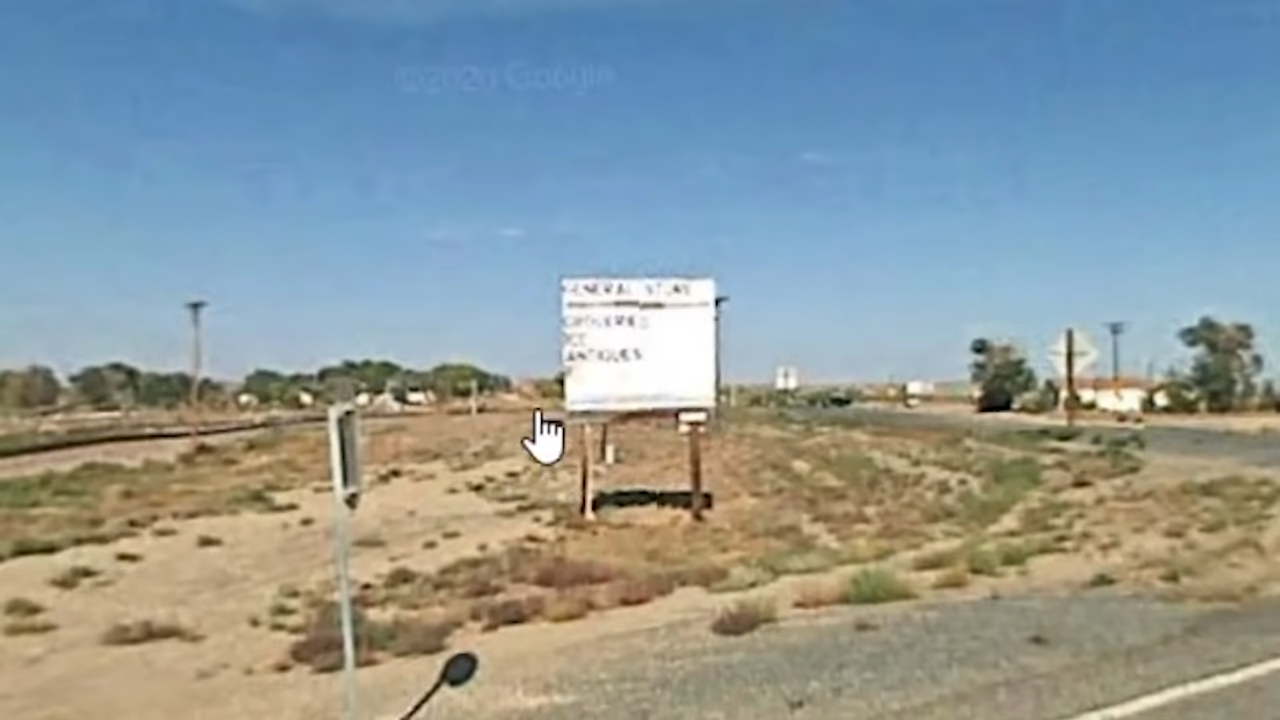 ©2020 Google
GENERAL STORE
GROCERIES
ICE
ANTIQUES